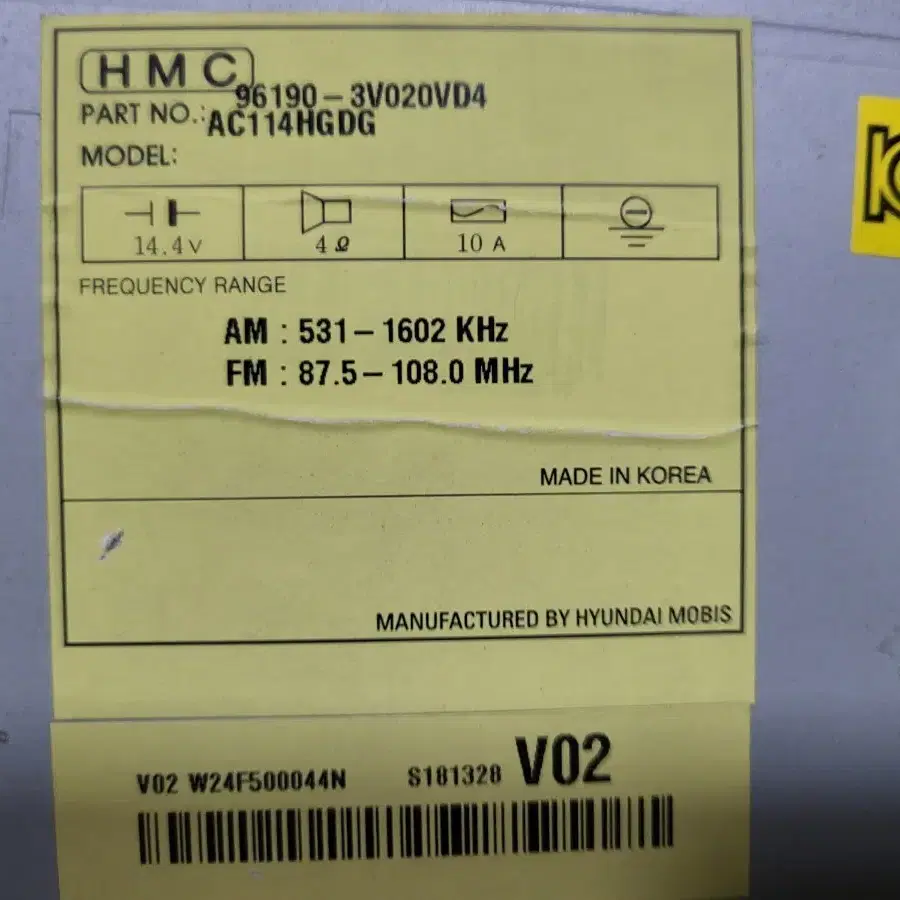 HMC
96190-3V020VD4
PART NO.: AC114HGDG
MODEL:
14.4V 4Ω 10 A
FREQUENCY RANGE
AM : 531-1602 KHz
FM : 87.5-108.0 MHz
MADE IN KOREA
MANUFACTURED BY HYUNDAI MOBIS
V02 W24F500044N S181328 V02